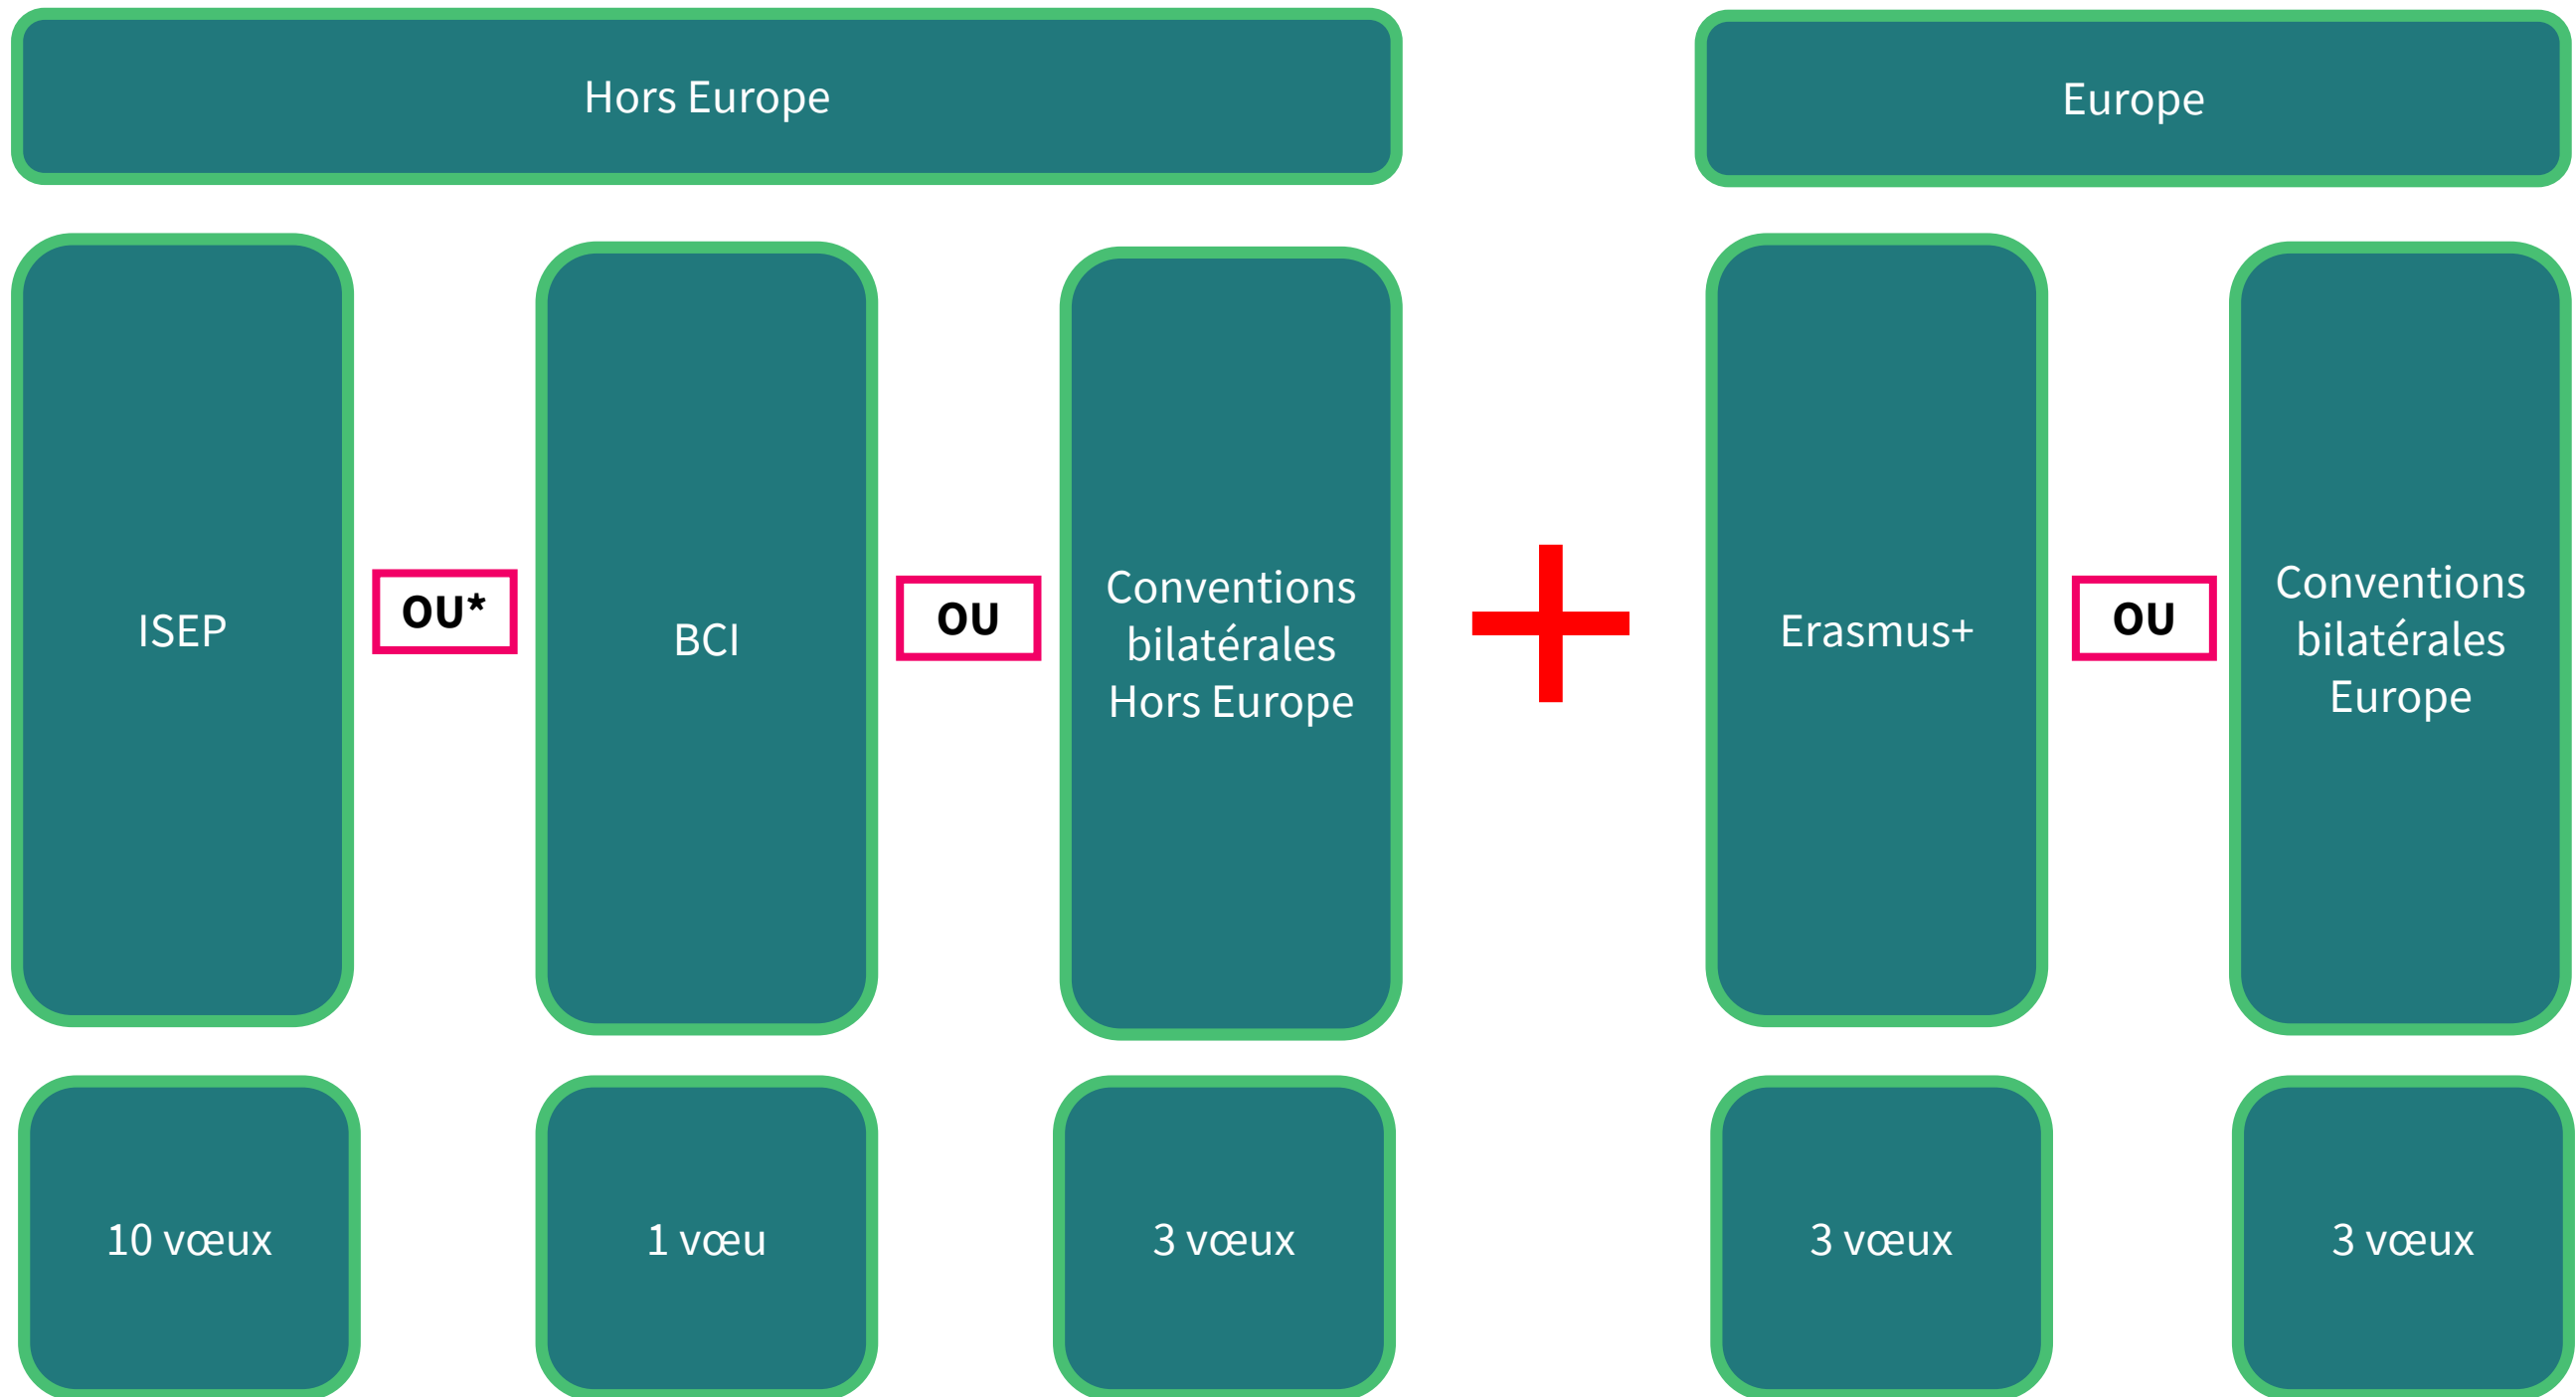 Hors Europe
Europe
ISEP
OU*
BCI
OU
Conventions
bilatérales
Hors Europe
Erasmus+
OU
Conventions
bilatérales
Europe
10 vœux
1 vœu
3 vœux
3 vœux
3 vœux